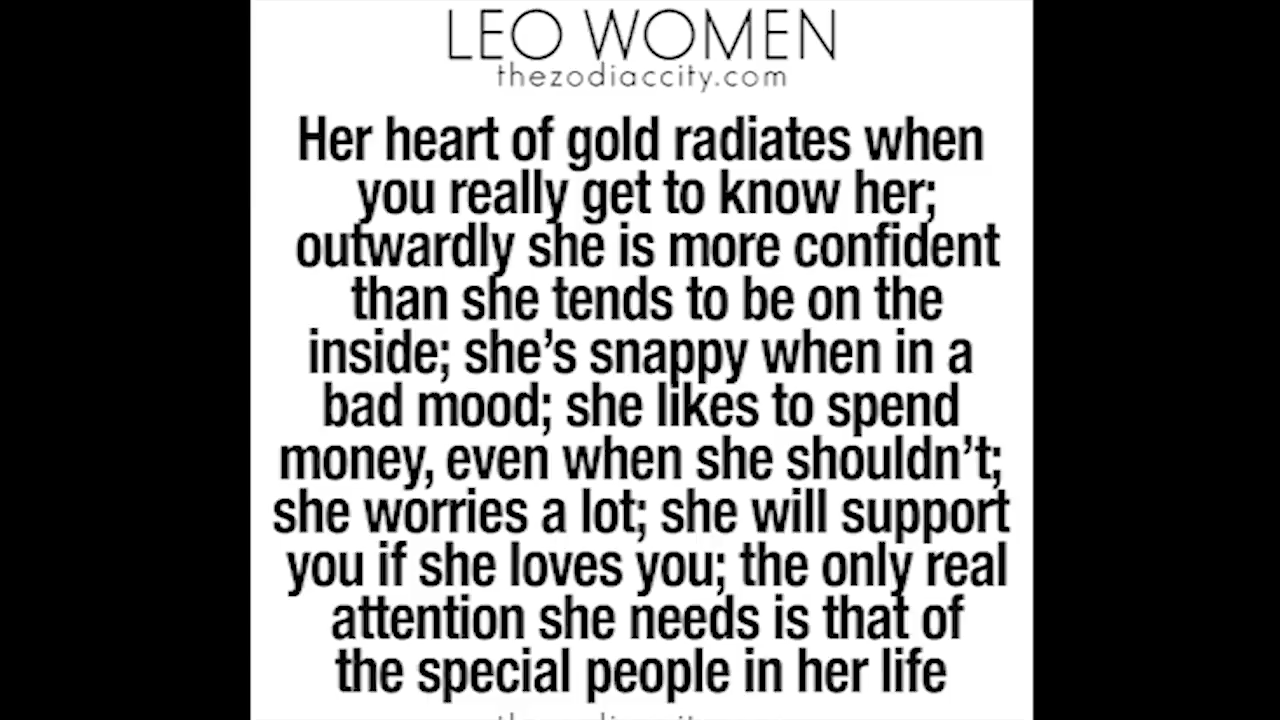 LEO WOMEN
thezodiaccity.com
Her heart of gold radiates when
you really get to know her;
outwardly she is more confident
than she tends to be on the
inside; she's snappy when in a
bad mood; she likes to spend
money, even when she shouldn't;
she worries a lot; she will support
you if she loves you; the only real
attention she needs is that of
the special people in her life